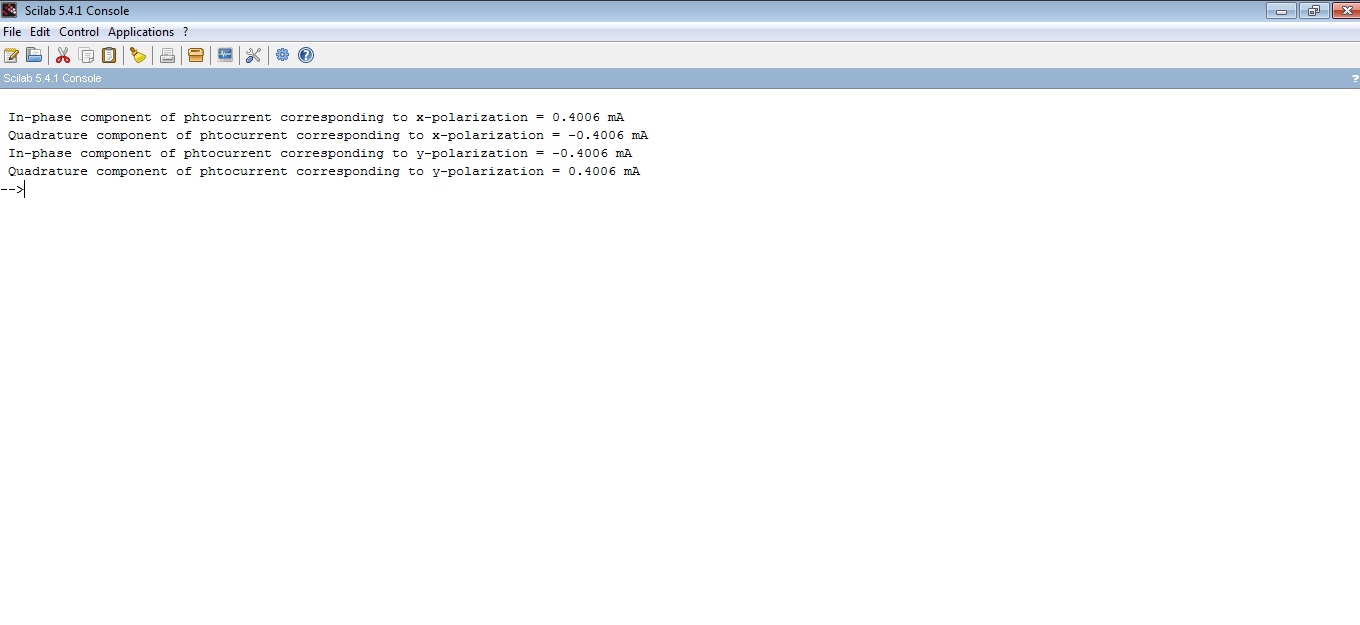 Scilab 5.4.1 Console
File Edit Control Applications ?
Scilab 5.4.1 Console ?
In-phase component of phtocurrent corresponding to x-polarization = 0.4006 mA
Quadrature component of phtocurrent corresponding to x-polarization = -0.4006 mA
In-phase component of phtocurrent corresponding to y-polarization = -0.4006 mA
Quadrature component of phtocurrent corresponding to y-polarization = 0.4006 mA
-->